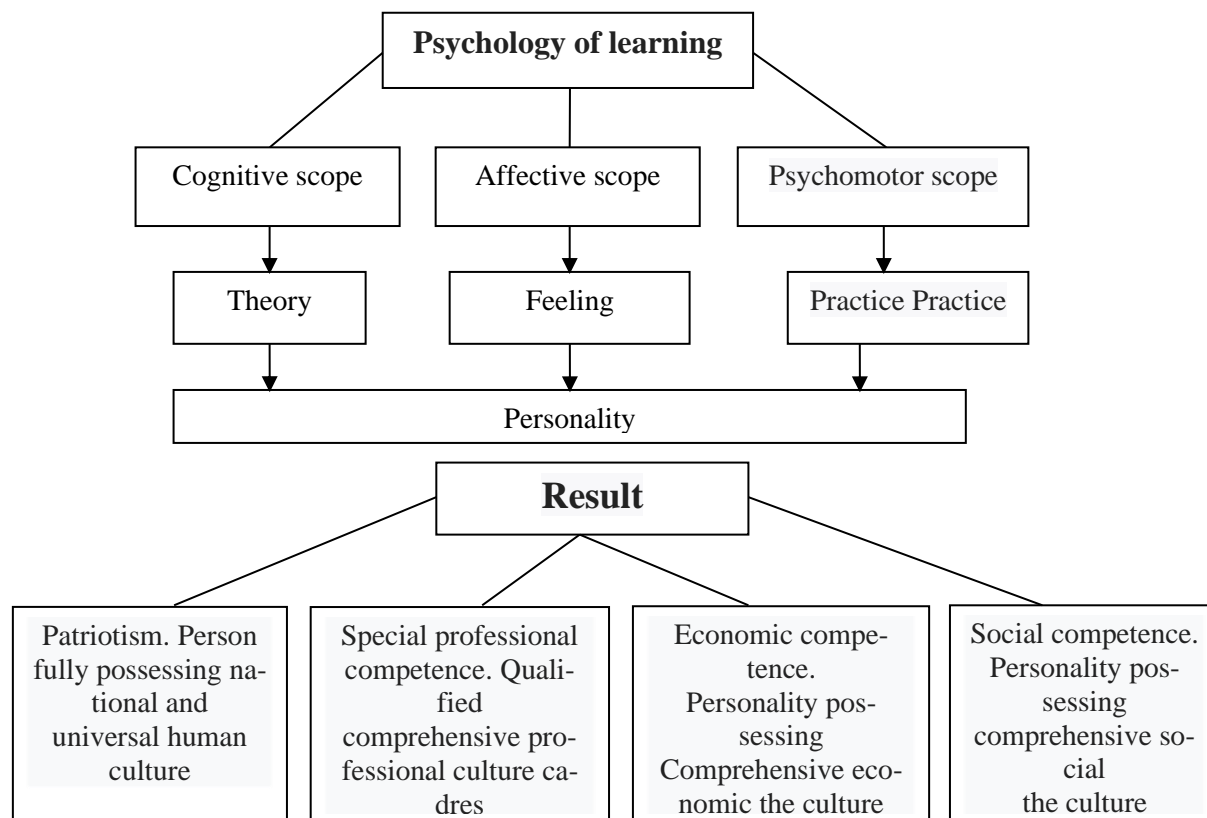 Psychology of learning
Cognitive scope
Affective scope
Psychomotor scope
Theory
Feeling
Practice Practice
Personality
Result
Patriotism. Person
fully possessing na-
tional and
universal human
culture
Special professional
competence. Quali-
fied
comprehensive pro-
fessional culture ca-
dres
Economic compe-
tence.
Personality pos-
sessing
Comprehensive eco-
nomic the culture
Social competence.
Personality pos-
sessing
comprehensive so-
cial
the culture